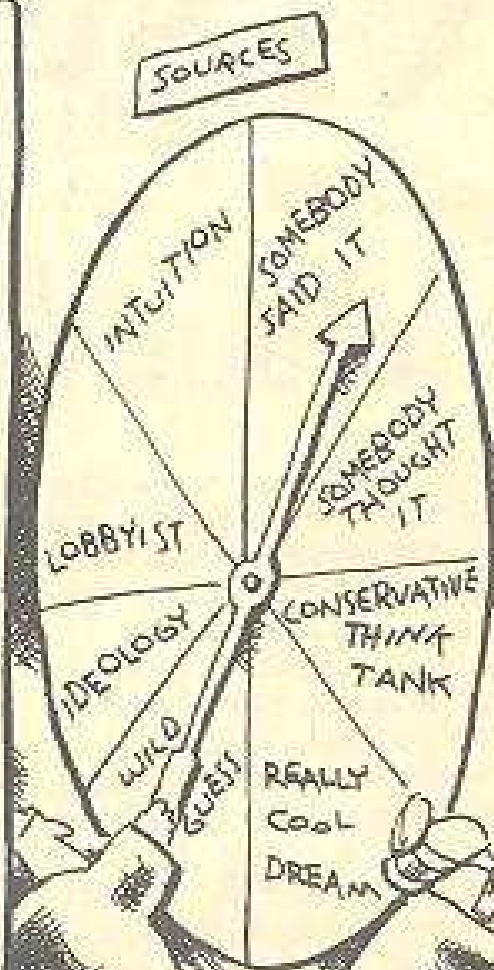 SOURCES
SOMEBODY
SAID IT
SOMEBODY
THOUGHT
IT
CONSERVATIVE
THINK
TANK
REALLY
COOL
DREAM
WILD
GUESS
IDEOLOGY
LOBBYIST
INTUITION